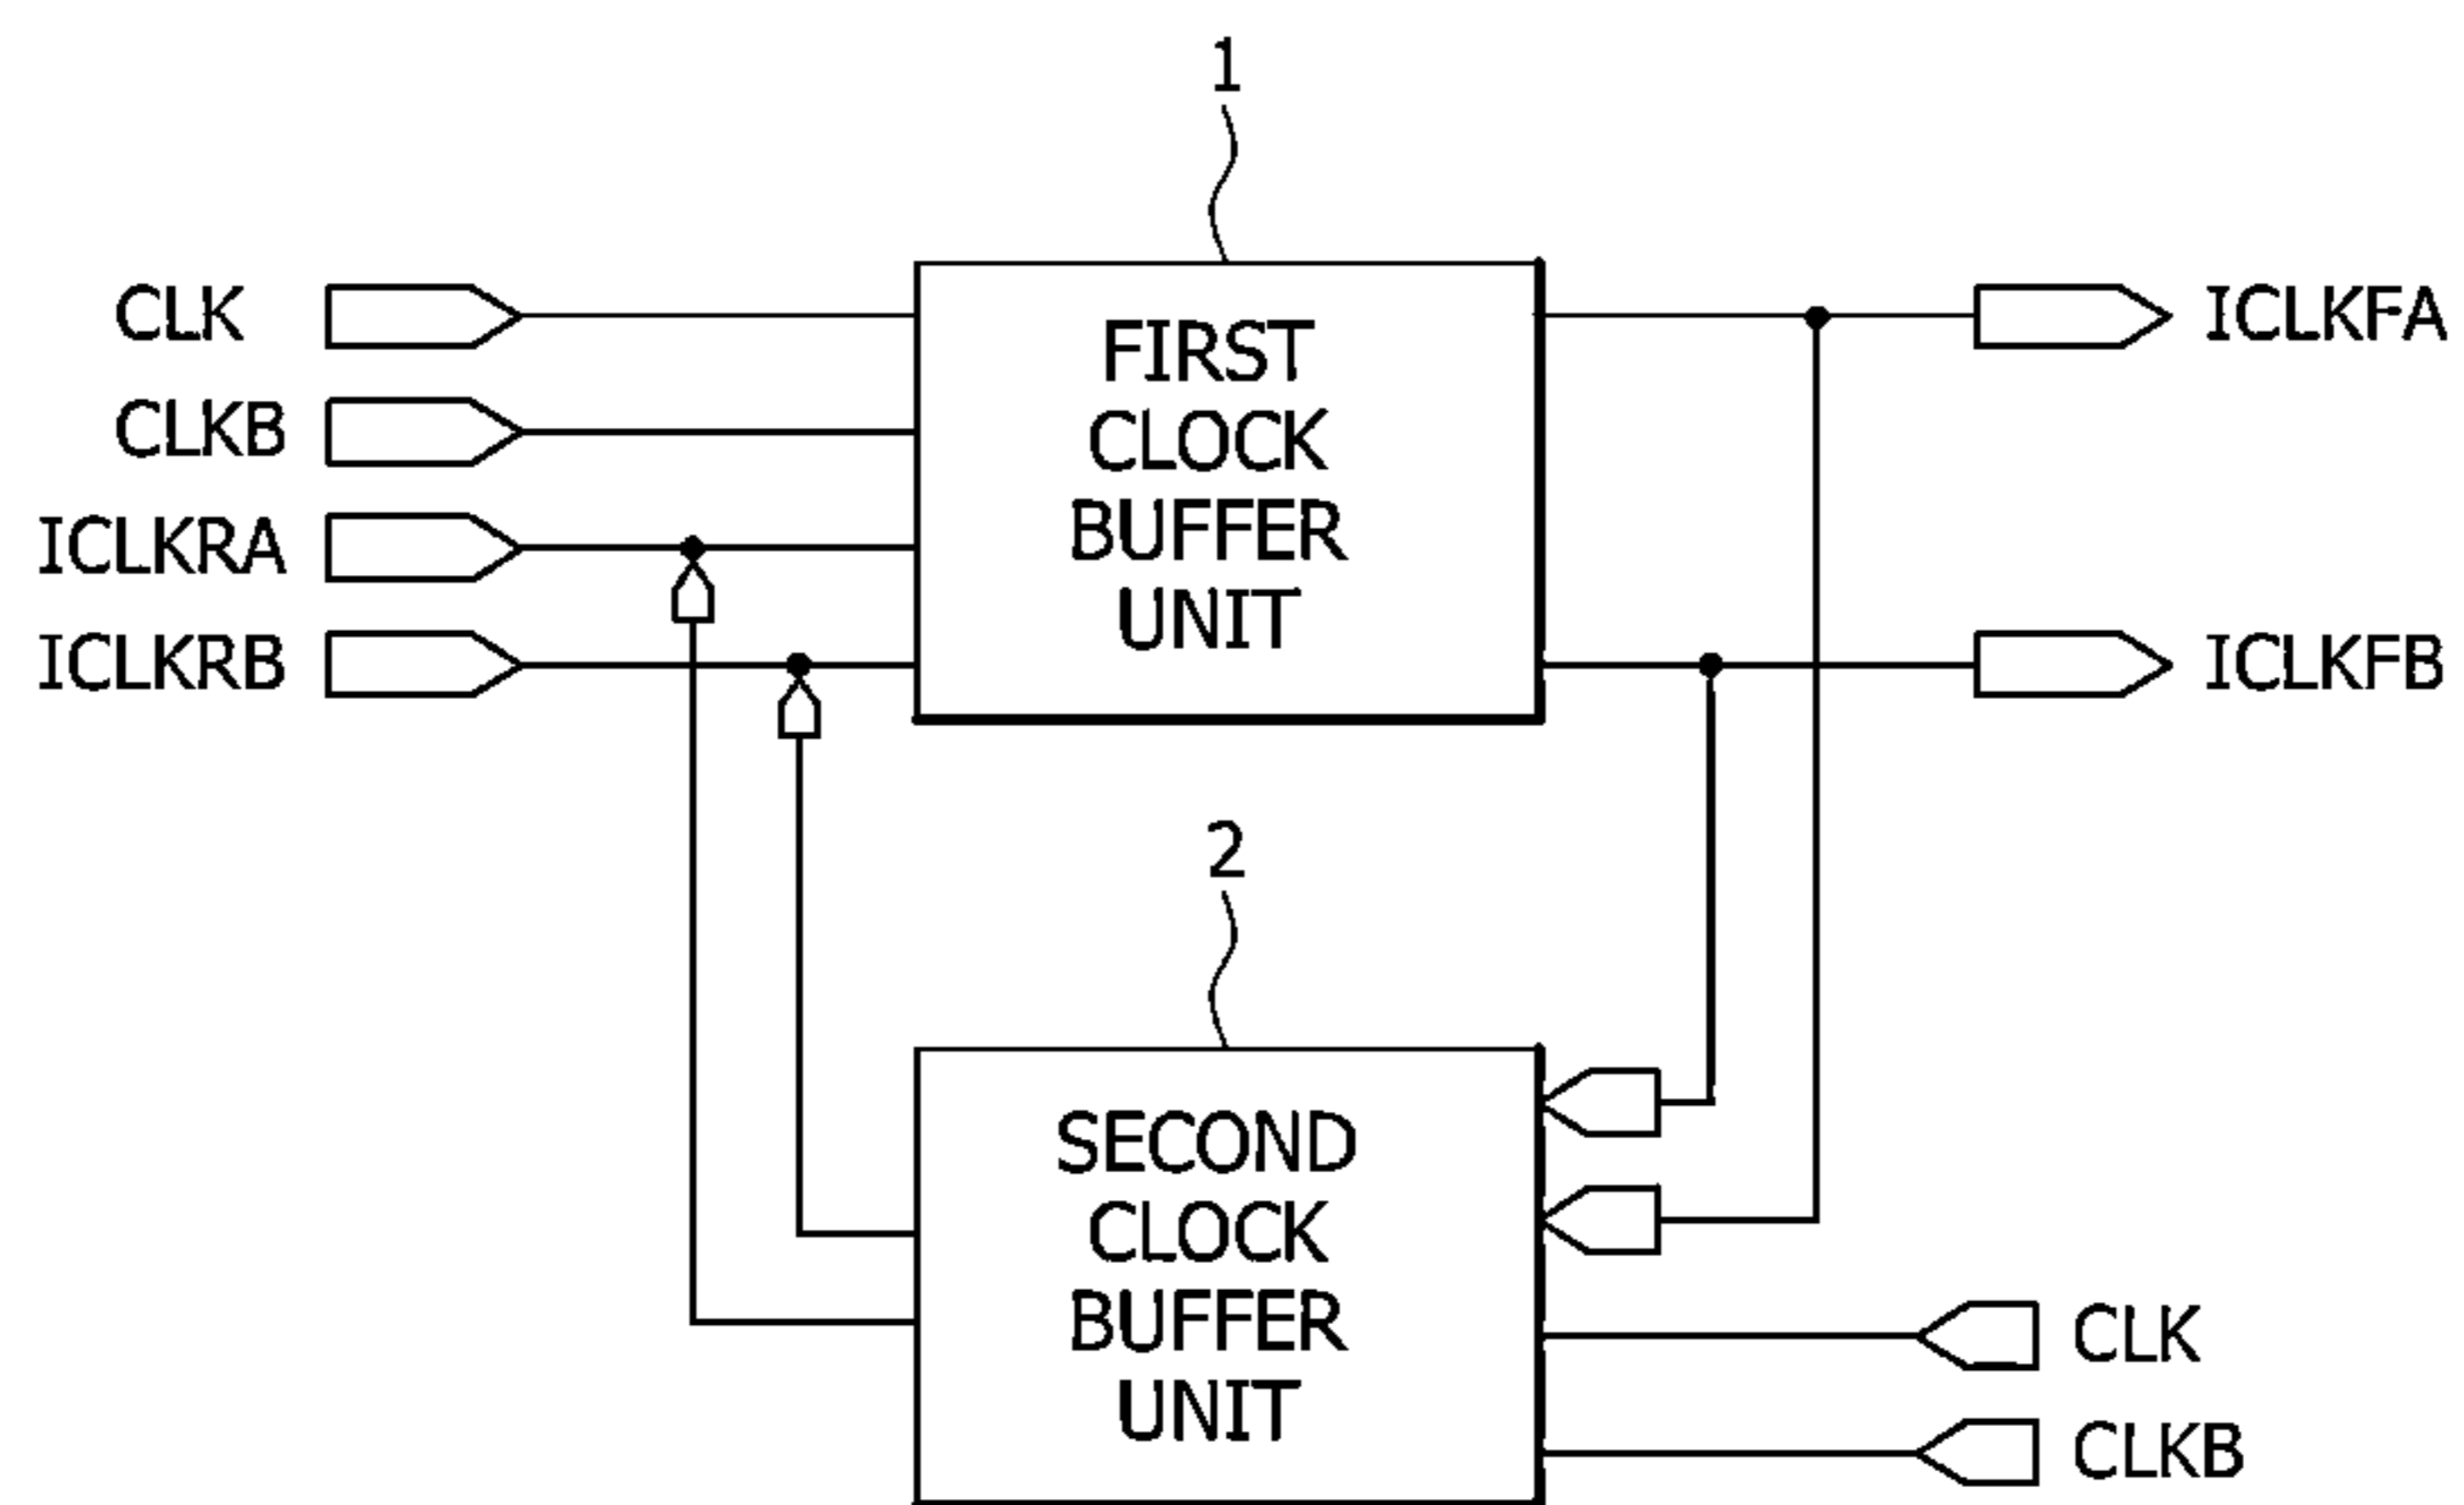 1
CLK
CLKB
ICLKRA
ICLKRB
FIRST
CLOCK
BUFFER
UNIT
ICLKFA
ICLKFB
2
SECOND
CLOCK
BUFFER
UNIT
CLK
CLKB